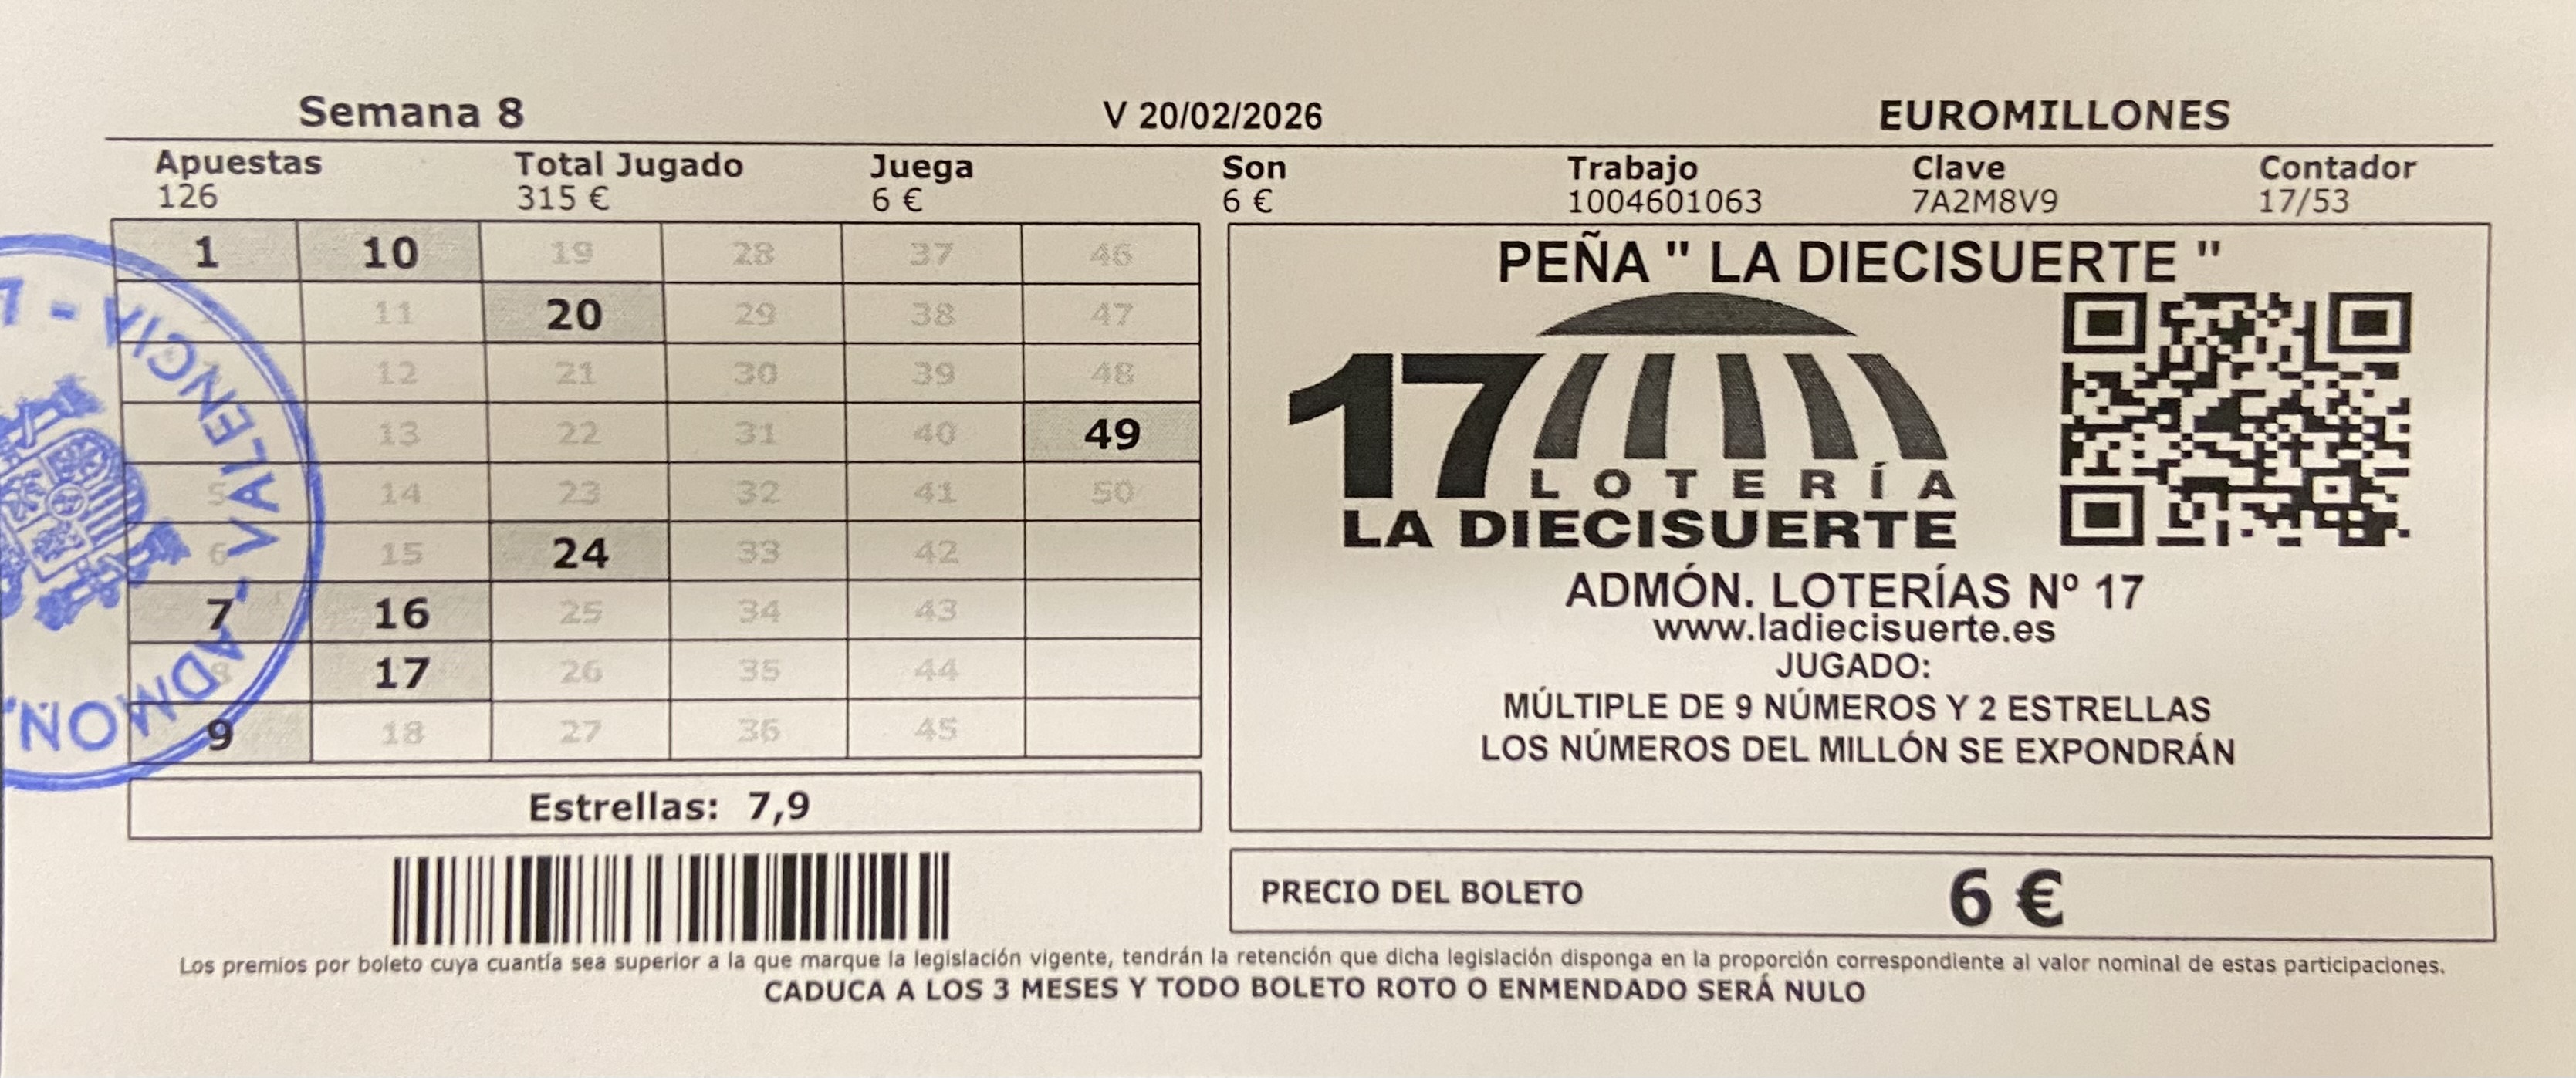 Semana 8 V 20/02/2026 EUROMILLONES
Apuestas Total Jugado Juega Son Trabajo Clave Contador
126 315 € 6 € 6 € 1004601063 7A2M8V9 17/53
1 10 19 28 37 46
11 20 29 38 47
12 21 30 39 48
13 22 31 40 49
5 14 23 32 41 50
6 15 24 33 42
7 16 25 34 43
8 17 26 35 44
9 18 27 36 45
Estrellas: 7,9
VALENCIA -
ADMÓN.
PEÑA " LA DIECISUERTE "
17
LOTERÍA
LA DIECISUERTE
ADMÓN. LOTERÍAS Nº 17
www.ladiecisuerte.es
JUGADO:
MÚLTIPLE DE 9 NÚMEROS Y 2 ESTRELLAS
LOS NÚMEROS DEL MILLÓN SE EXPONDRÁN
PRECIO DEL BOLETO 6 €
Los premios por boleto cuya cuantía sea superior a la que marque la legislación vigente, tendrán la retención que dicha legislación disponga en la proporción correspondiente al valor nominal de estas participaciones.
CADUCA A LOS 3 MESES Y TODO BOLETO ROTO O ENMENDADO SERÁ NULO